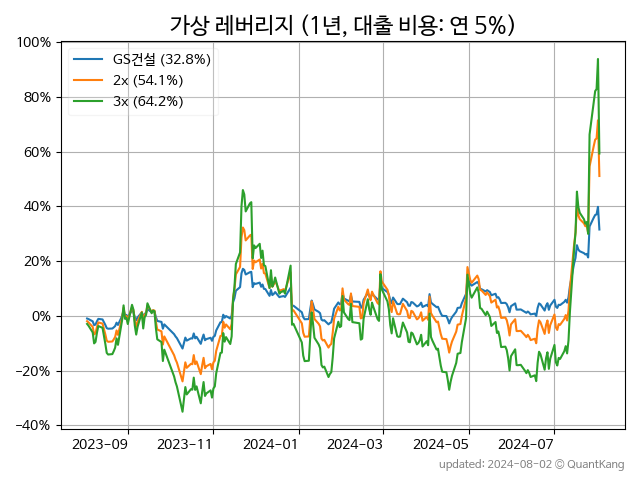 가상 레버리지 (1년, 대출 비용: 연 5%)
GS건설 (32.8%)
2x (54.1%)
3x (64.2%)
100%
80%
60%
40%
20%
0%
−20%
−40%
2023-09
2023-11
2024-01
2024-03
2024-05
2024-07
updated: 2024-08-02 © QuantKang